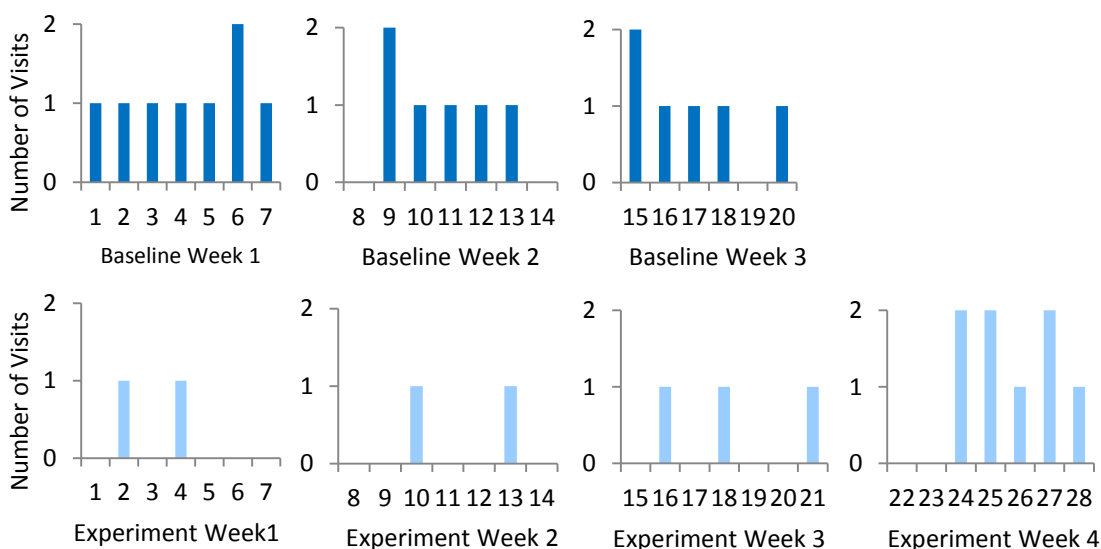 Number of Visits
2
1
0
1 2 3 4 5 6 7
Baseline Week 1
2
1
0
8 9 10 11 12 13 14
Baseline Week 2
2
1
0
15 16 17 18 19 20
Baseline Week 3
Number of Visits
2
1
0
1 2 3 4 5 6 7
Experiment Week1
2
1
0
8 9 10 11 12 13 14
Experiment Week 2
2
1
0
15 16 17 18 19 20 21
Experiment Week 3
2
1
0
22 23 24 25 26 27 28
Experiment Week 4